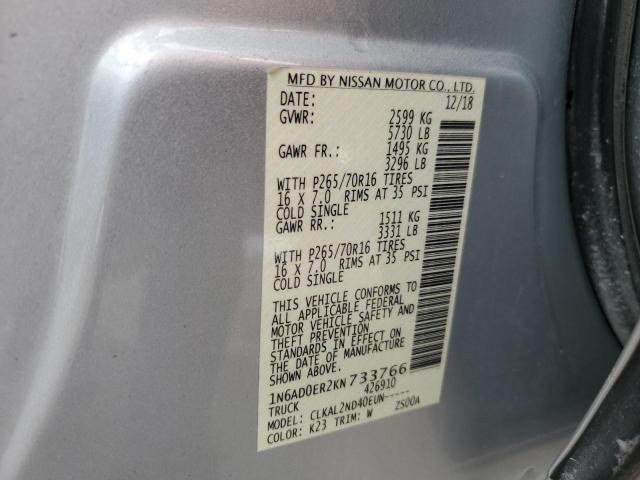 MFD BY NISSAN MOTOR CO., LTD.
DATE: 12/18
GVWR: 2599 KG
5730 LB
GAWR FR.: 1495 KG
3296 LB
WITH P265/70R16 TIRES
16 X 7.0 RIMS AT 35 PSI
COLD SINGLE
GAWR RR.: 1511 KG
3331 LB
WITH P265/70R16 TIRES
16 X 7.0 RIMS AT 35 PSI
COLD SINGLE
THIS VEHICLE CONFORMS TO
ALL APPLICABLE FEDERAL
MOTOR VEHICLE SAFETY AND
THEFT PREVENTION
STANDARDS IN EFFECT ON
THE DATE OF MANUFACTURE
SHOWN ABOVE.
1N6AD0ER2KN733766
TRUCK 426910
MODEL: CLKAL2ND40EUN-----
COLOR: K23 TRIM: W ZS00A